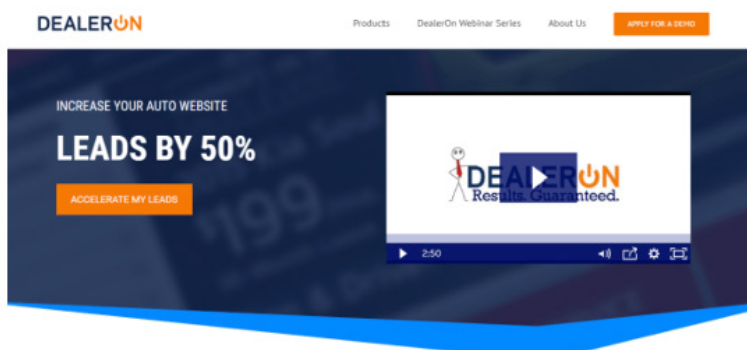 DEALERON
Products DealerOn Webinar Series About Us APPLY FOR A DEMO
INCREASE YOUR AUTO WEBSITE
LEADS BY 50%
ACCELERATE MY LEADS
DEALERON
Results. Guaranteed.
2:50
199